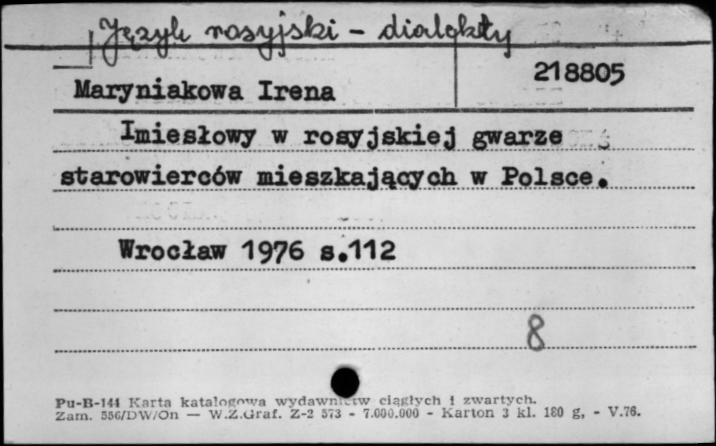 Język rosyjski - dialekty
218805
Maryniakowa Irena
Imiesłowy w rosyjskiej gwarze
starowierców mieszkających w Polsce.
Wrocław 1976 s.112
8
Pu-B-144 Karta katalogowa wydawnictw ciągłych i zwartych.
Zam. 556/DW/On — W.Z.Graf. Z-2 573 - 7.000.000 - Karton 3 kl. 180 g, - V.76.